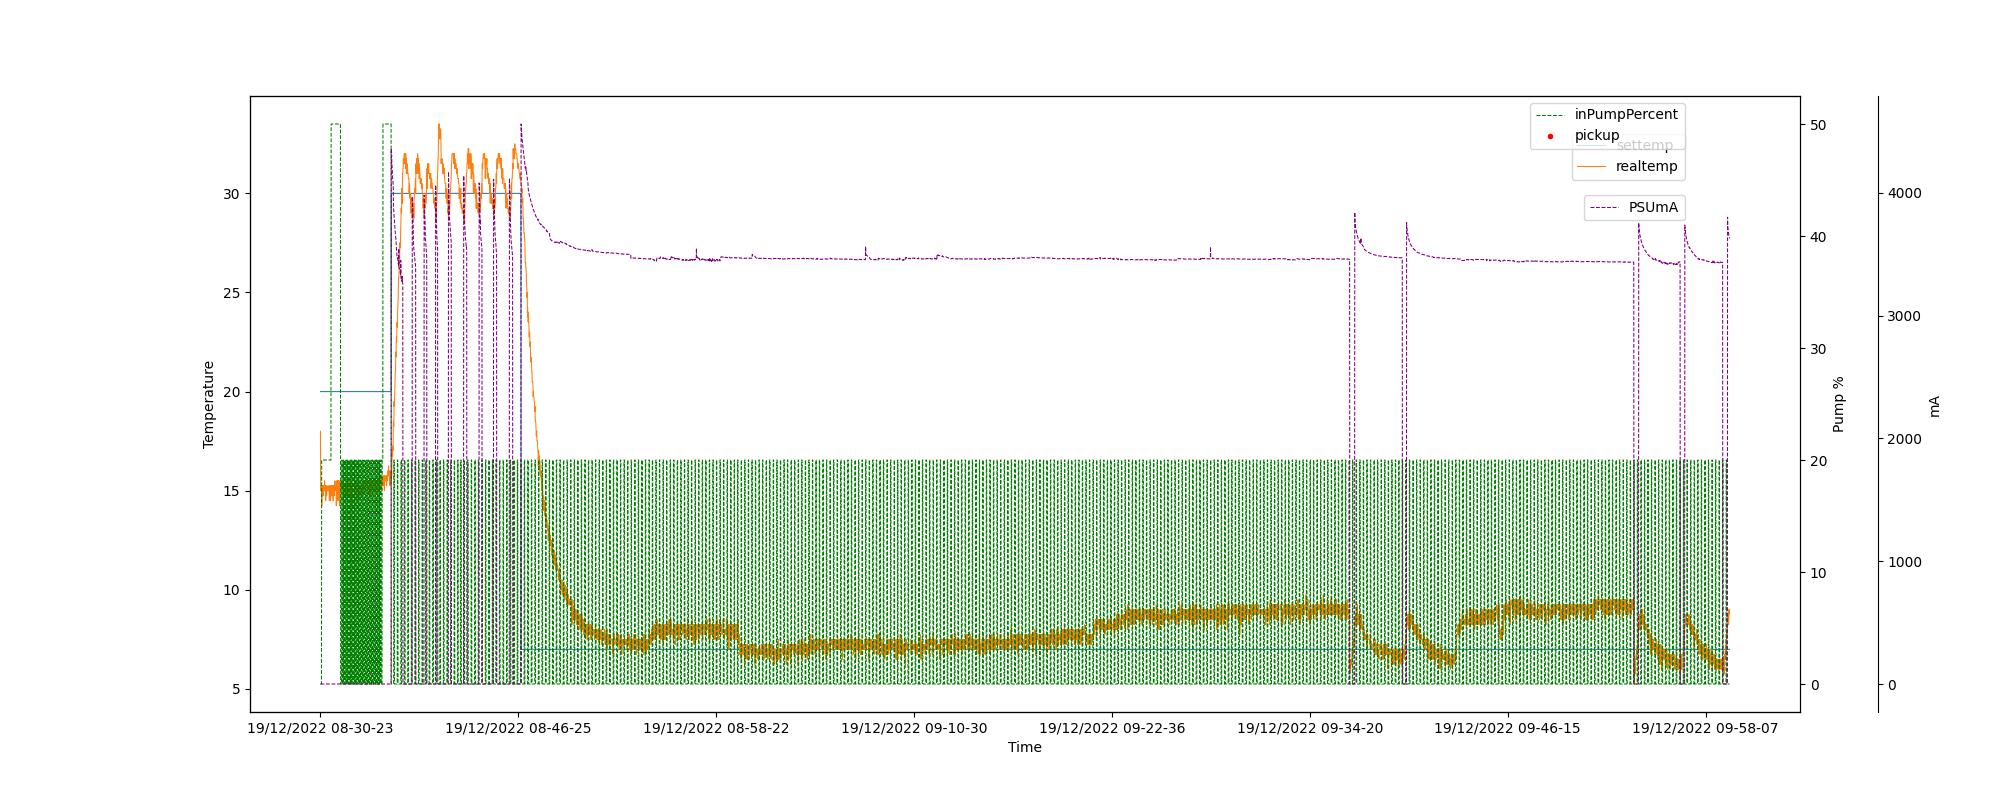 inPumpPercent
pickup
settemp
realtemp
PSUmA
30
25
20
15
10
5
Temperature
50
40
30
20
10
0
Pump %
4000
3000
2000
1000
0
mA
19/12/2022 08-30-23
19/12/2022 08-46-25
19/12/2022 08-58-22
19/12/2022 09-10-30
19/12/2022 09-22-36
19/12/2022 09-34-20
19/12/2022 09-46-15
19/12/2022 09-58-07
Time